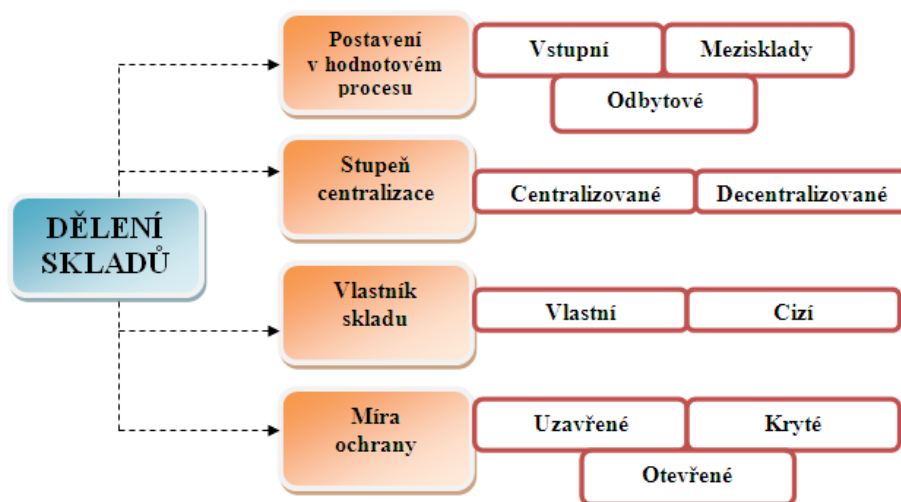 DĚLENÍ
SKLADŮ
Postavení
v hodnotovém
procesu
Vstupní
Mezisklady
Odbytové
Stupeň
centralizace
Centralizované
Decentralizované
Vlastník
skladu
Vlastní
Cizí
Míra
ochrany
Uzavřené
Kryté
Otevřené